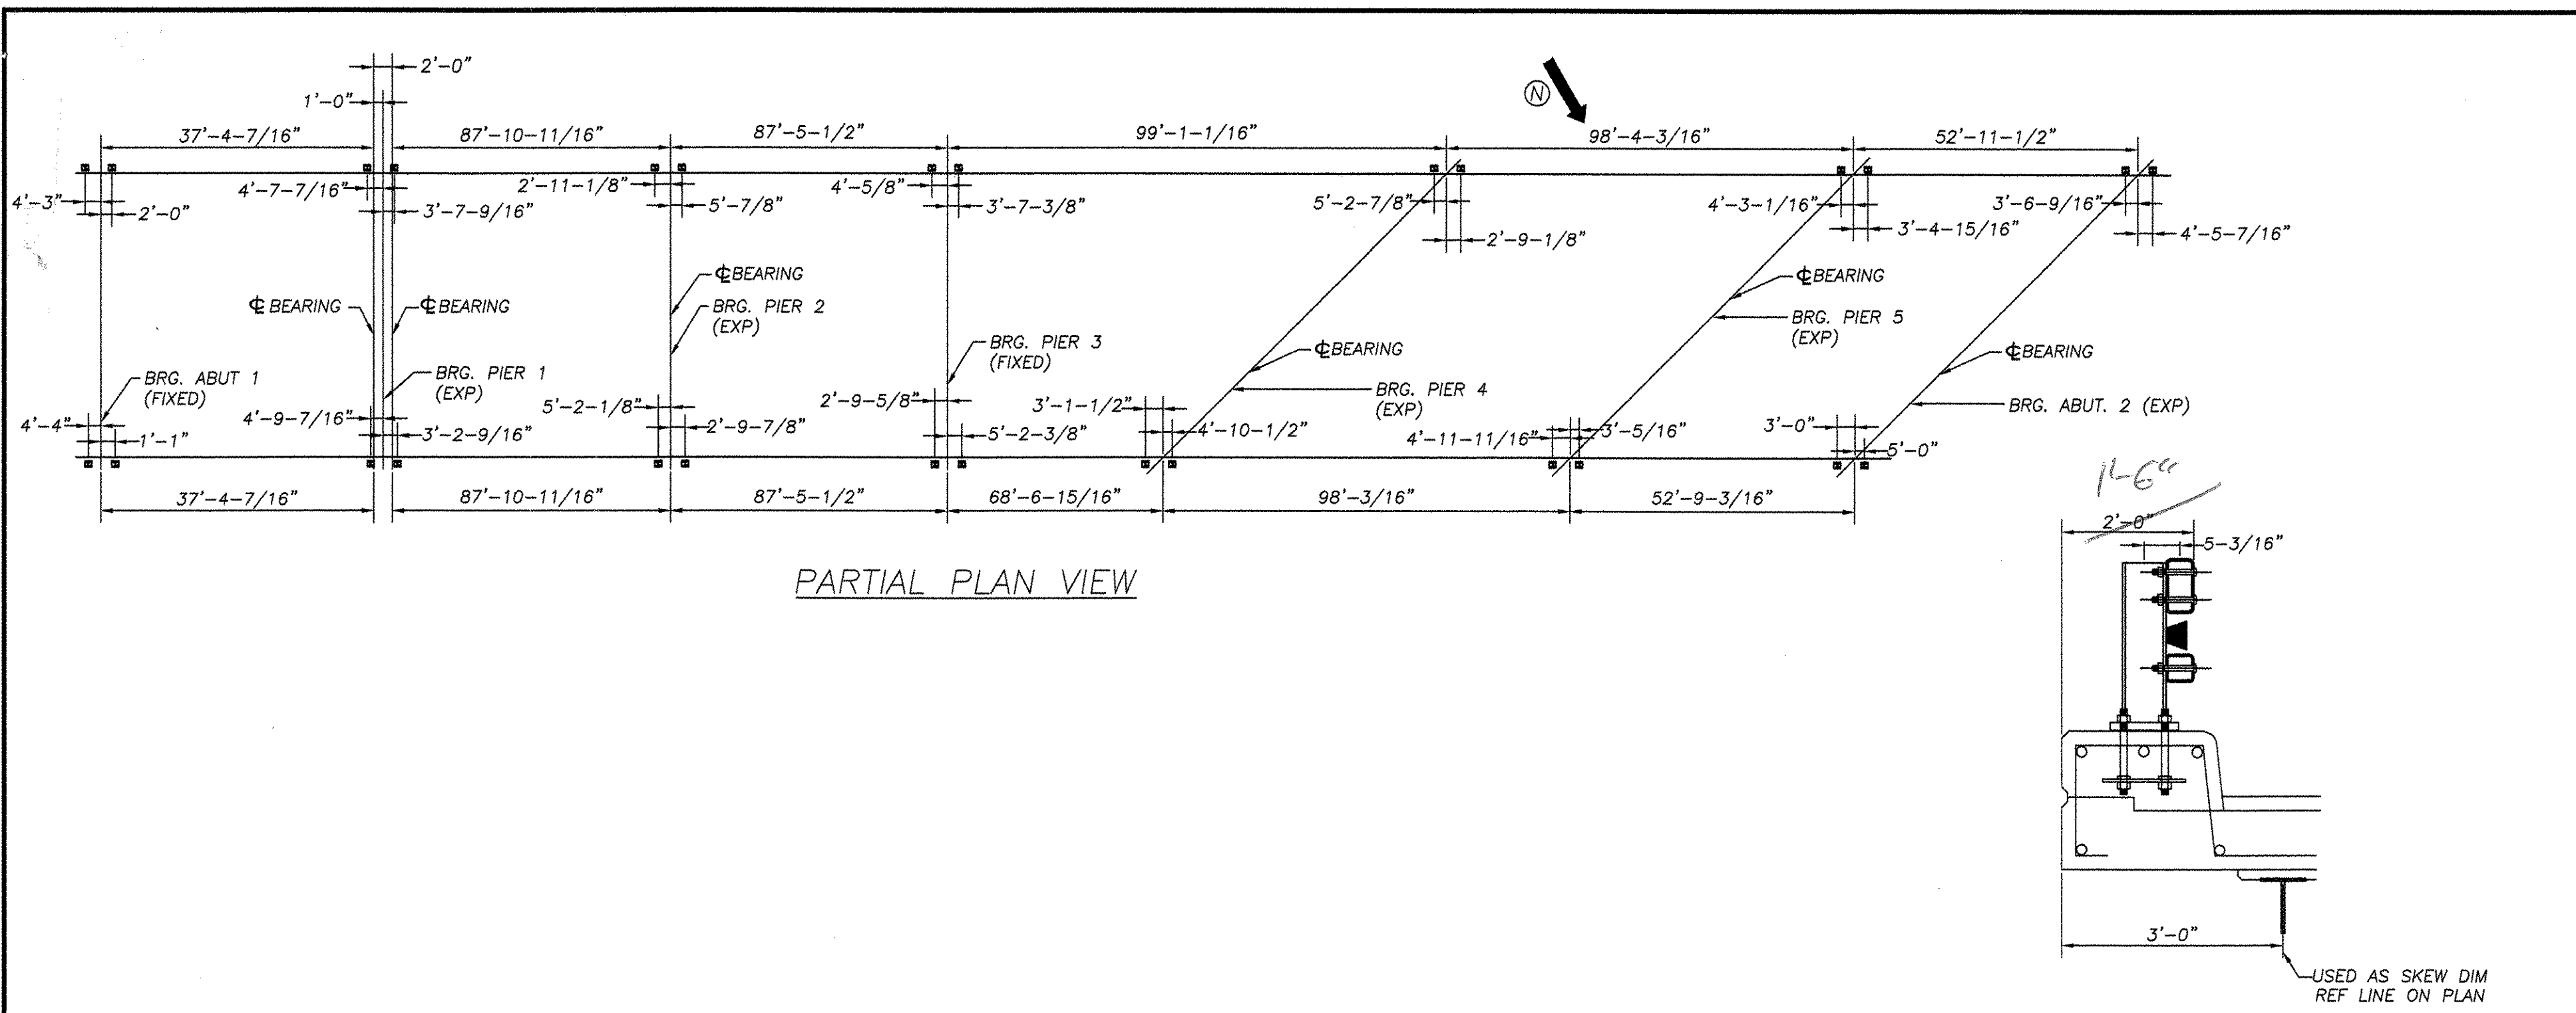 2'-0"
1'-0"
N
37'-4-7/16"
87'-10-11/16"
87'-5-1/2"
99'-1-1/16"
98'-4-3/16"
52'-11-1/2"
4'-3"
2'-0"
4'-7-7/16"
3'-7-9/16"
2'-11-1/8"
5'-7/8"
4'-5/8"
3'-7-3/8"
5'-2-7/8"
2'-9-1/8"
4'-3-1/16"
3'-4-15/16"
3'-6-9/16"
4'-5-7/16"
℄ BEARING
℄ BEARING
℄ BEARING
BRG. PIER 2
(EXP)
℄ BEARING
BRG. PIER 5
(EXP)
BRG. ABUT 1
(FIXED)
BRG. PIER 1
(EXP)
BRG. PIER 3
(FIXED)
℄ BEARING
BRG. PIER 4
(EXP)
℄ BEARING
BRG. ABUT. 2 (EXP)
4'-4"
1'-1"
4'-9-7/16"
3'-2-9/16"
5'-2-1/8"
2'-9-7/8"
2'-9-5/8"
5'-2-3/8"
3'-1-1/2"
4'-10-1/2"
4'-11-11/16"
3'-5/16"
3'-0"
5'-0"
37'-4-7/16"
87'-10-11/16"
87'-5-1/2"
68'-6-15/16"
98'-3/16"
52'-9-3/16"
PARTIAL PLAN VIEW
1'-6"
2'-0"
5-3/16"
3'-0"
USED AS SKEW DIM
REF LINE ON PLAN